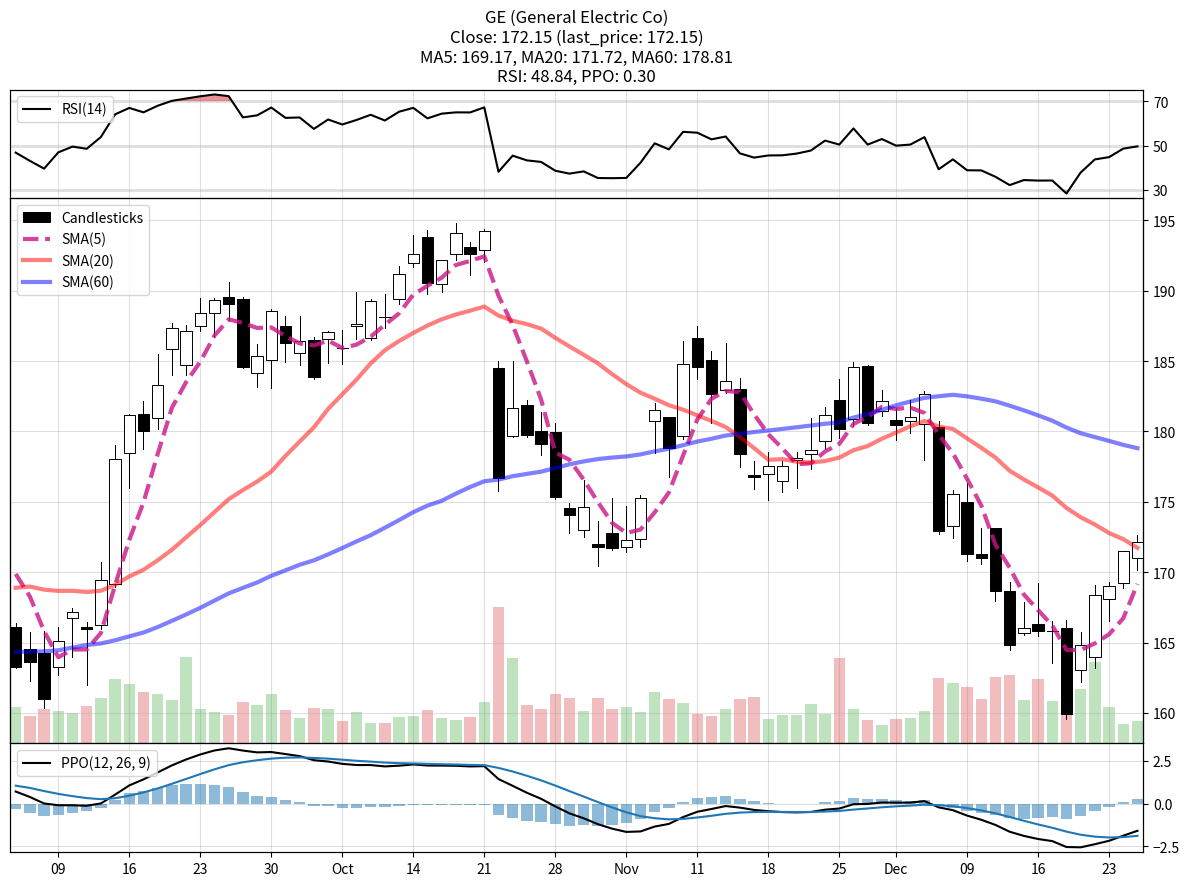 GE (General Electric Co)
Close: 172.15 (last_price: 172.15)
MA5: 169.17, MA20: 171.72, MA60: 178.81
RSI: 48.84, PPO: 0.30
RSI(14)
70
50
30
Candlesticks
SMA(5)
SMA(20)
SMA(60)
195
190
185
180
175
170
165
160
PPO(12, 26, 9)
2.5
0.0
−2.5
09 16 23 30 Oct 14 21 28 Nov 11 18 25 Dec 09 16 23